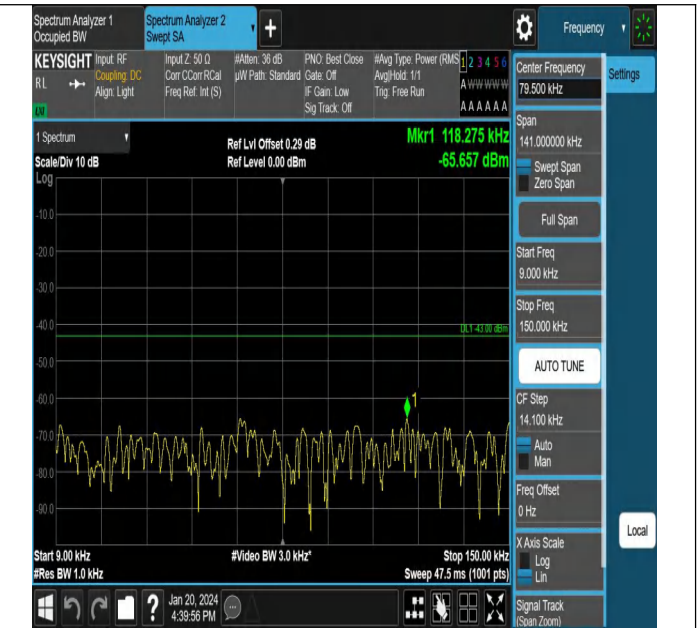 Spectrum Analyzer 1
Occupied BW
Spectrum Analyzer 2
Swept SA
Frequency
KEYSIGHT
RL
Input: RF
Coupling: DC
Align: Light
Input Z: 50 Ω
Corr CCorr RCal
Freq Ref: Int (S)
#Atten: 36 dB
µW Path: Standard
PNO: Best Close
Gate: Off
IF Gain: Low
Sig Track: Off
#Avg Type: Power (RMS
Avg|Hold: 1/1
Trig: Free Run
1 2 3 4 5 6
A W W W W W
A A A A A A
1 Spectrum
Scale/Div 10 dB
Log
Ref Lvl Offset 0.29 dB
Ref Level 0.00 dBm
Mkr1 118.275 kHz
-65.657 dBm
-10.0
-20.0
-30.0
-40.0
DL1 -43.00 dBm
-50.0
-60.0
1
-70.0
-80.0
-90.0
Start 9.00 kHz
#Res BW 1.0 kHz
#Video BW 3.0 kHz*
Stop 150.00 kHz
Sweep 47.5 ms (1001 pts)
Jan 20, 2024
4:39:56 PM
Center Frequency
79.500 kHz
Settings
Span
141.000000 kHz
Swept Span
Zero Span
Full Span
Start Freq
9.000 kHz
Stop Freq
150.000 kHz
AUTO TUNE
CF Step
14.100 kHz
Auto
Man
Freq Offset
0 Hz
X Axis Scale
Log
Lin
Local
Signal Track
(Span Zoom)